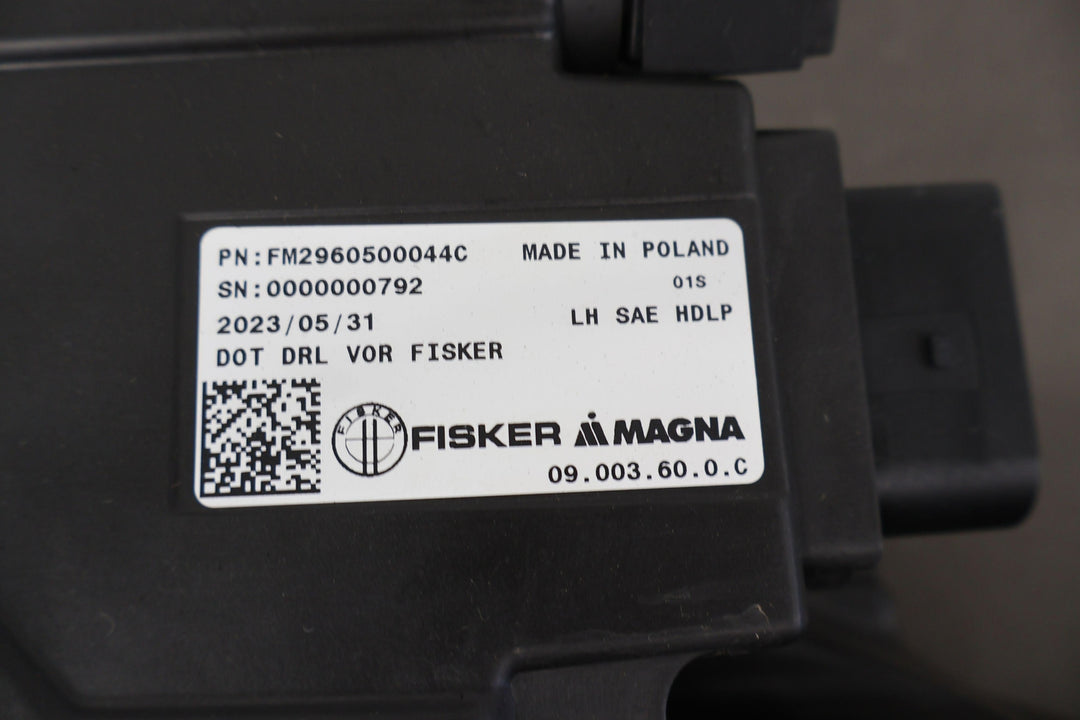 PN:FM2960500044C MADE IN POLAND
SN:0000000792 01S
2023/05/31 LH SAE HDLP
DOT DRL VOR FISKER
FISKER
FISKER MAGNA
09.003.60.0.C